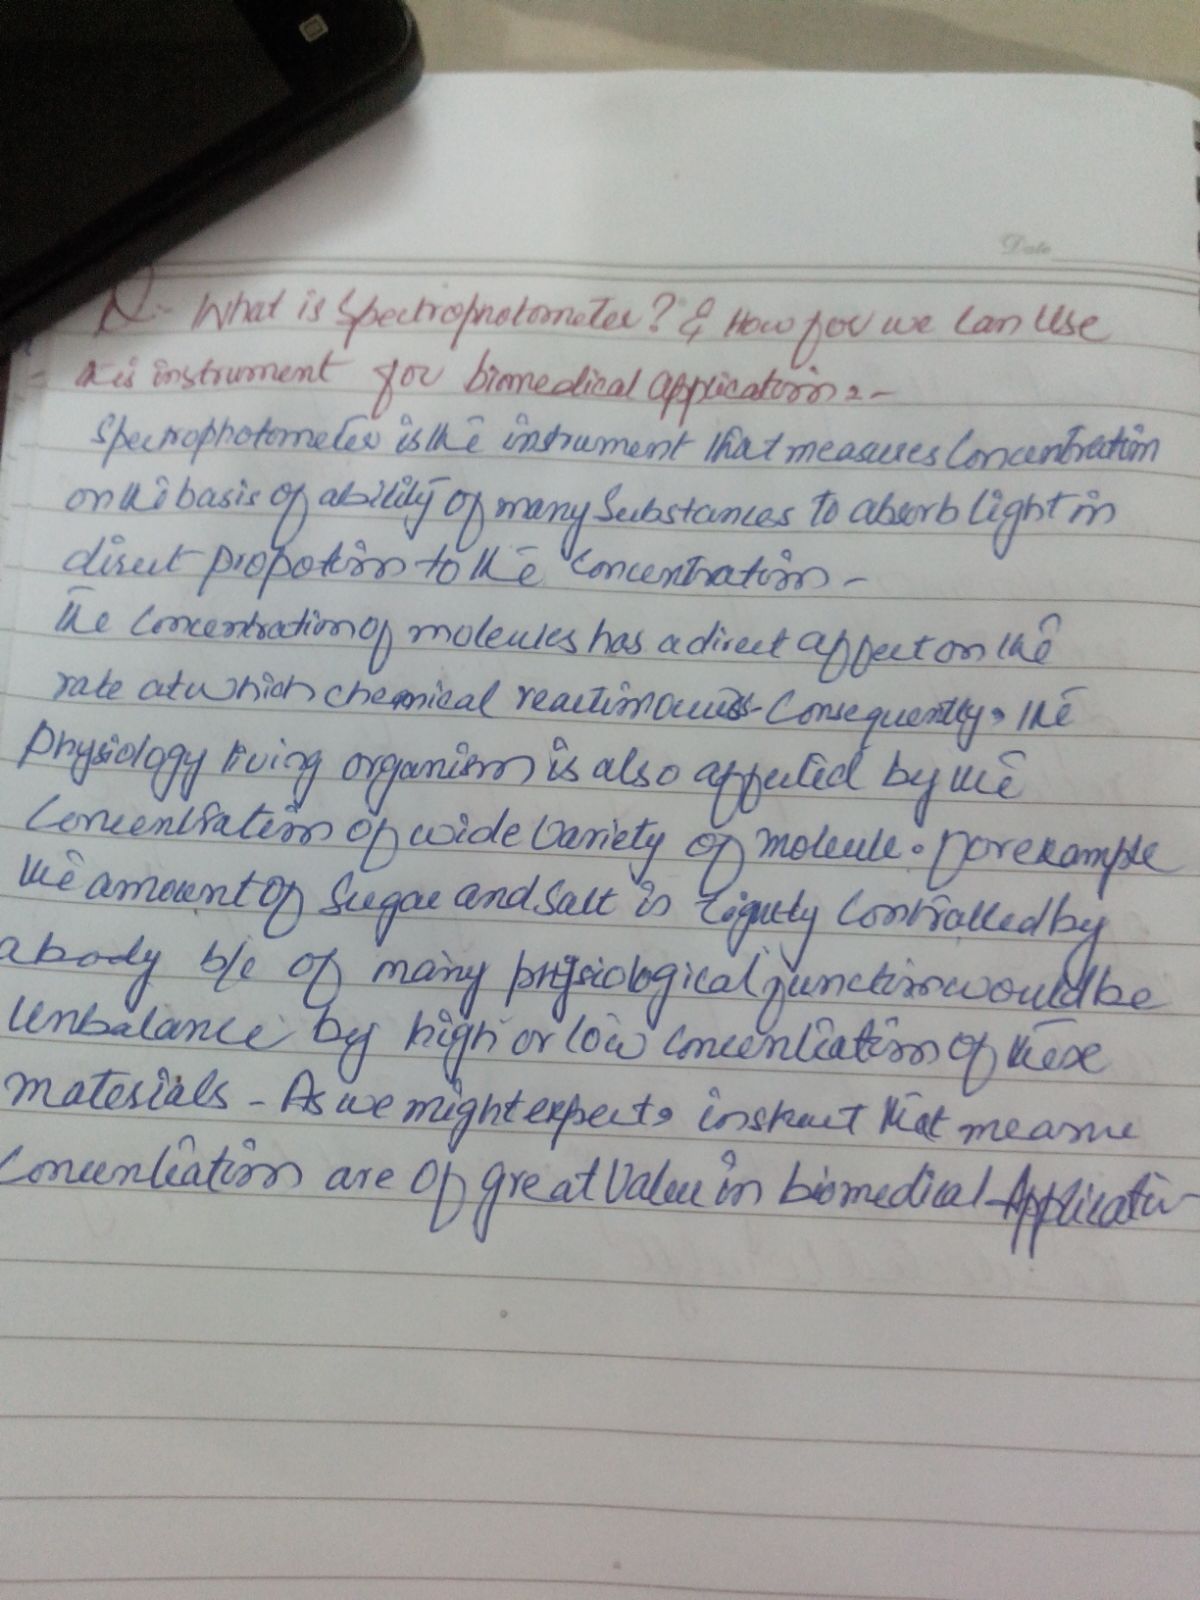 Date
Q:- What is Spectrophotometer? & How for we can Use
this instrument for biomedical application:-
Spectrophotometer is the instrument that measures Concentration
on the basis of ability of many Substances to absorb light in
direct propotion to the Concentration -
The Concentration of molecules has a direct affect on the
rate at which chemical reaction occurs - Consequently, the
physiology living organism is also affected by the
Concentration of wide Variety of molecule. For example
the amount of Sugar and Salt is tightly Controlled by
a body b/c of many physiological function would be
Unbalance by high or low Concentration of these
materials - As we might expect, that measure
Concentration are of great Value in biomedical Applicatio